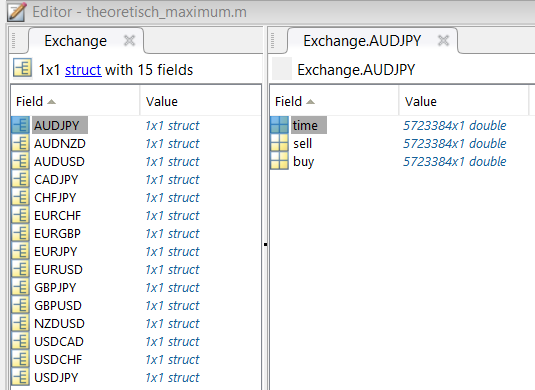 Editor - theoretisch_maximum.m
Exchange
1x1 struct with 15 fields
Field Value
AUDJPY 1x1 struct
AUDNZD 1x1 struct
AUDUSD 1x1 struct
CADJPY 1x1 struct
CHFJPY 1x1 struct
EURCHF 1x1 struct
EURGBP 1x1 struct
EURJPY 1x1 struct
EURUSD 1x1 struct
GBPJPY 1x1 struct
GBPUSD 1x1 struct
NZDUSD 1x1 struct
USDCAD 1x1 struct
USDCHF 1x1 struct
USDJPY 1x1 struct
Exchange.AUDJPY
Exchange.AUDJPY
Field Value
time 5723384x1 double
sell 5723384x1 double
buy 5723384x1 double